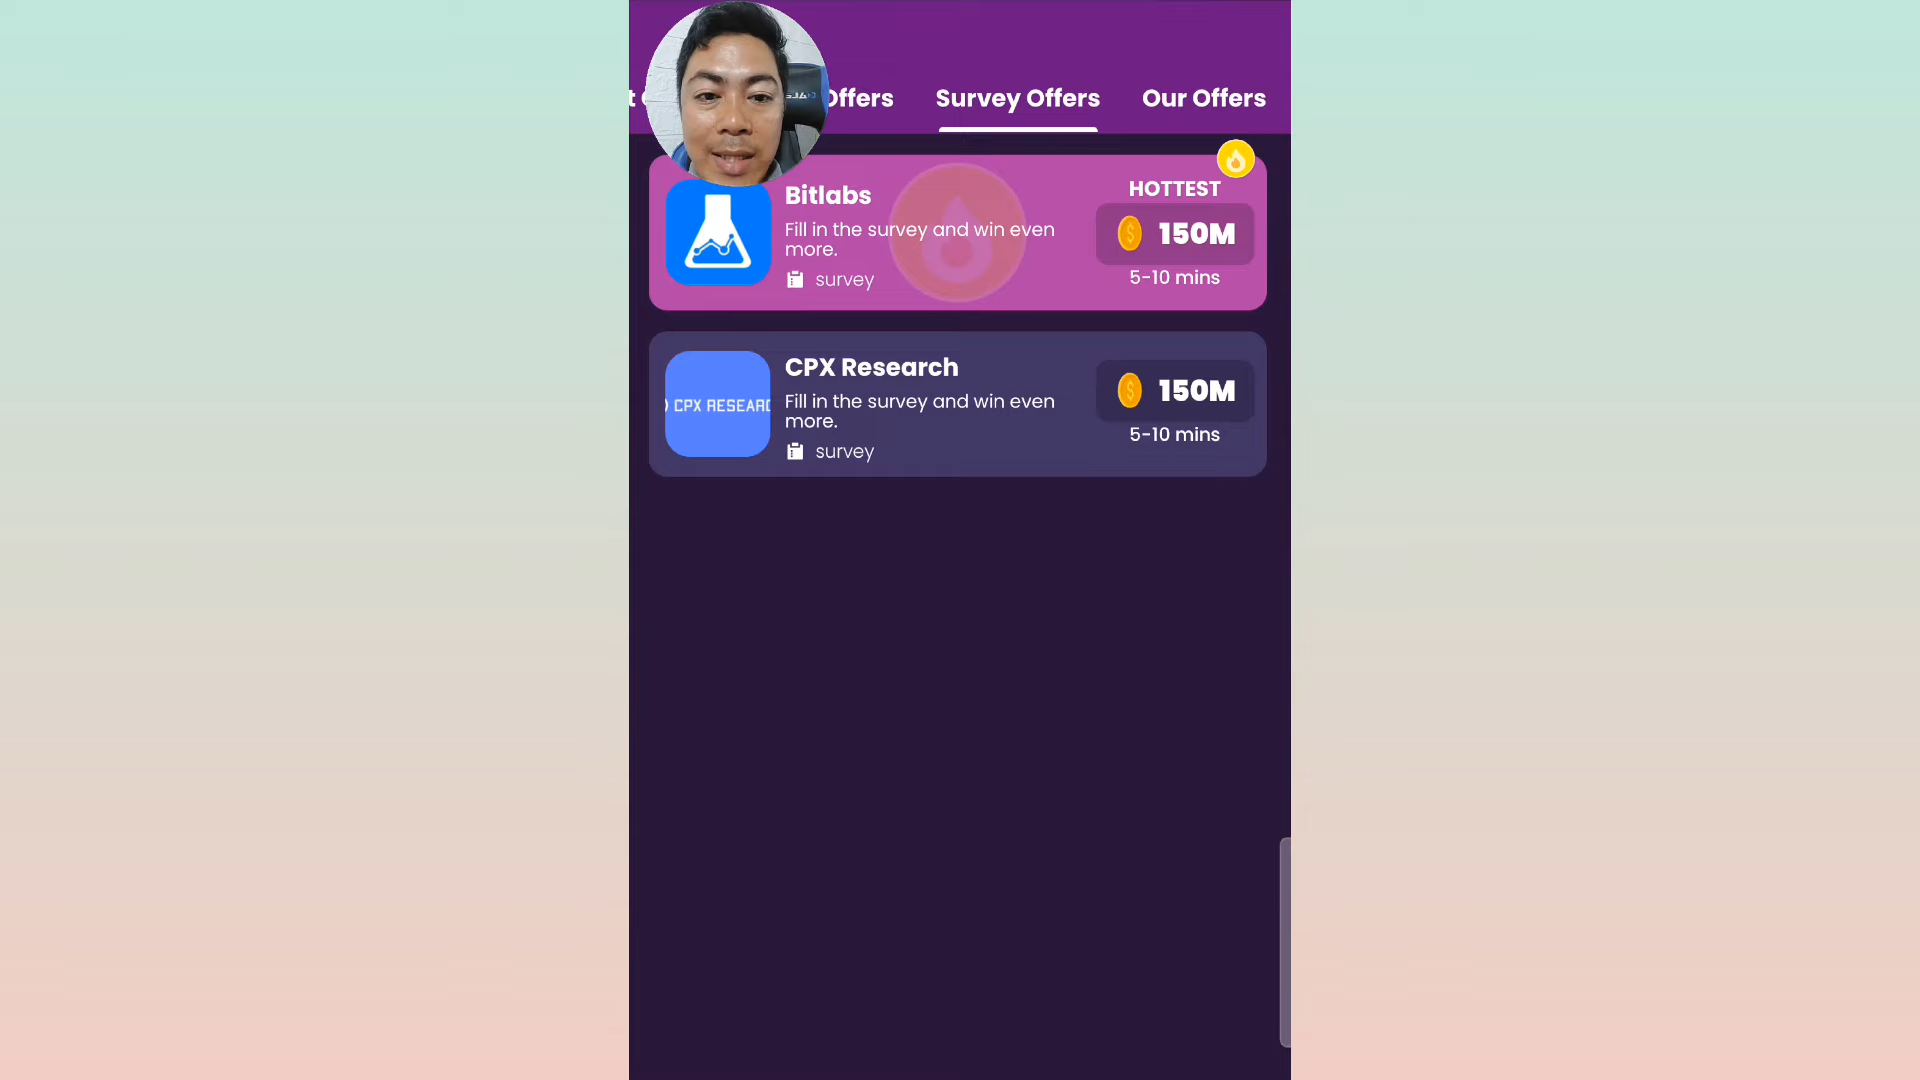 Offers
Survey Offers
Our Offers
Bitlabs
Fill in the survey and win even
more.
survey
HOTTEST
150M
5-10 mins
CPX RESEARC
CPX Research
Fill in the survey and win even
more.
survey
150M
5-10 mins